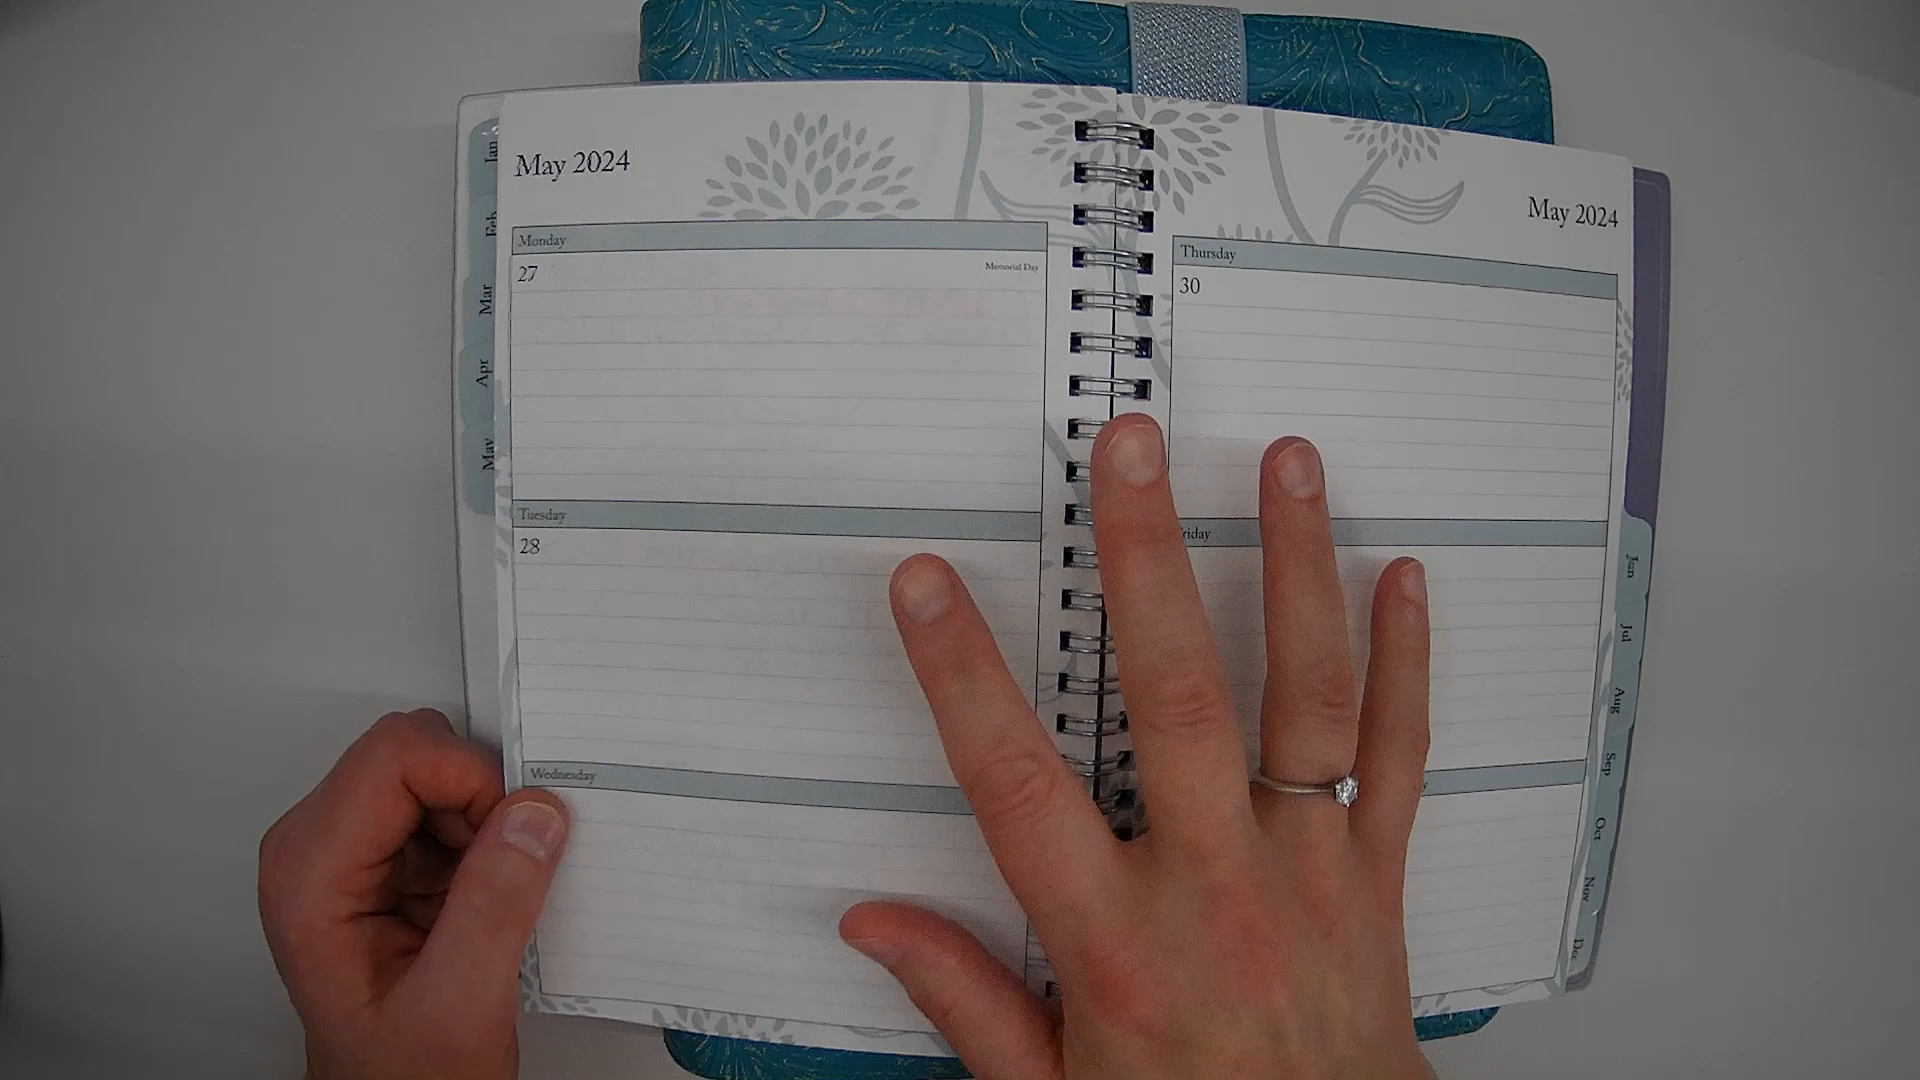 Jan
Feb
Mar
Apr
May
May 2024
Monday
27
Memorial Day
Tuesday
28
Wednesday
May 2024
Thursday
30
Friday
Jun
Jul
Aug
Sep
Oct
Nov
Dec